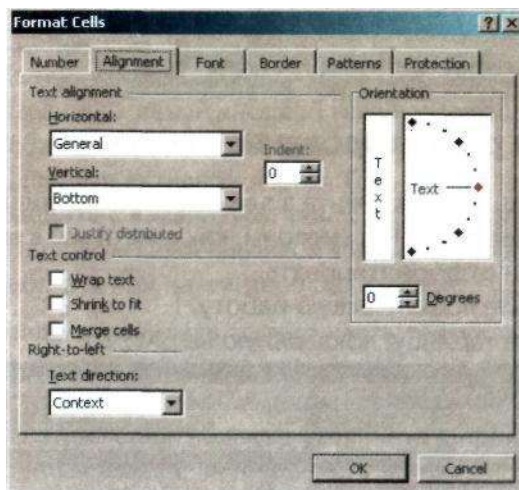 Format Cells
Number Alignment Font Border Patterns Protection
Text alignment
Horizontal:
General
Indent:
0
Vertical:
Bottom
Justify distributed
Text control
Wrap text
Shrink to fit
Merge cells
Right-to-left
Text direction:
Context
Orientation
Text
Text
0 Degrees
OK Cancel